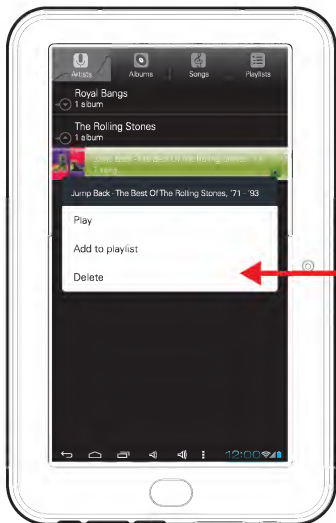 Artists Albums Songs Playlists
Royal Bangs
1 album
The Rolling Stones
1 album
Jump Back - The Best Of The Rolling Stones, '71 - '93
Play
Add to playlist
Delete
12:00